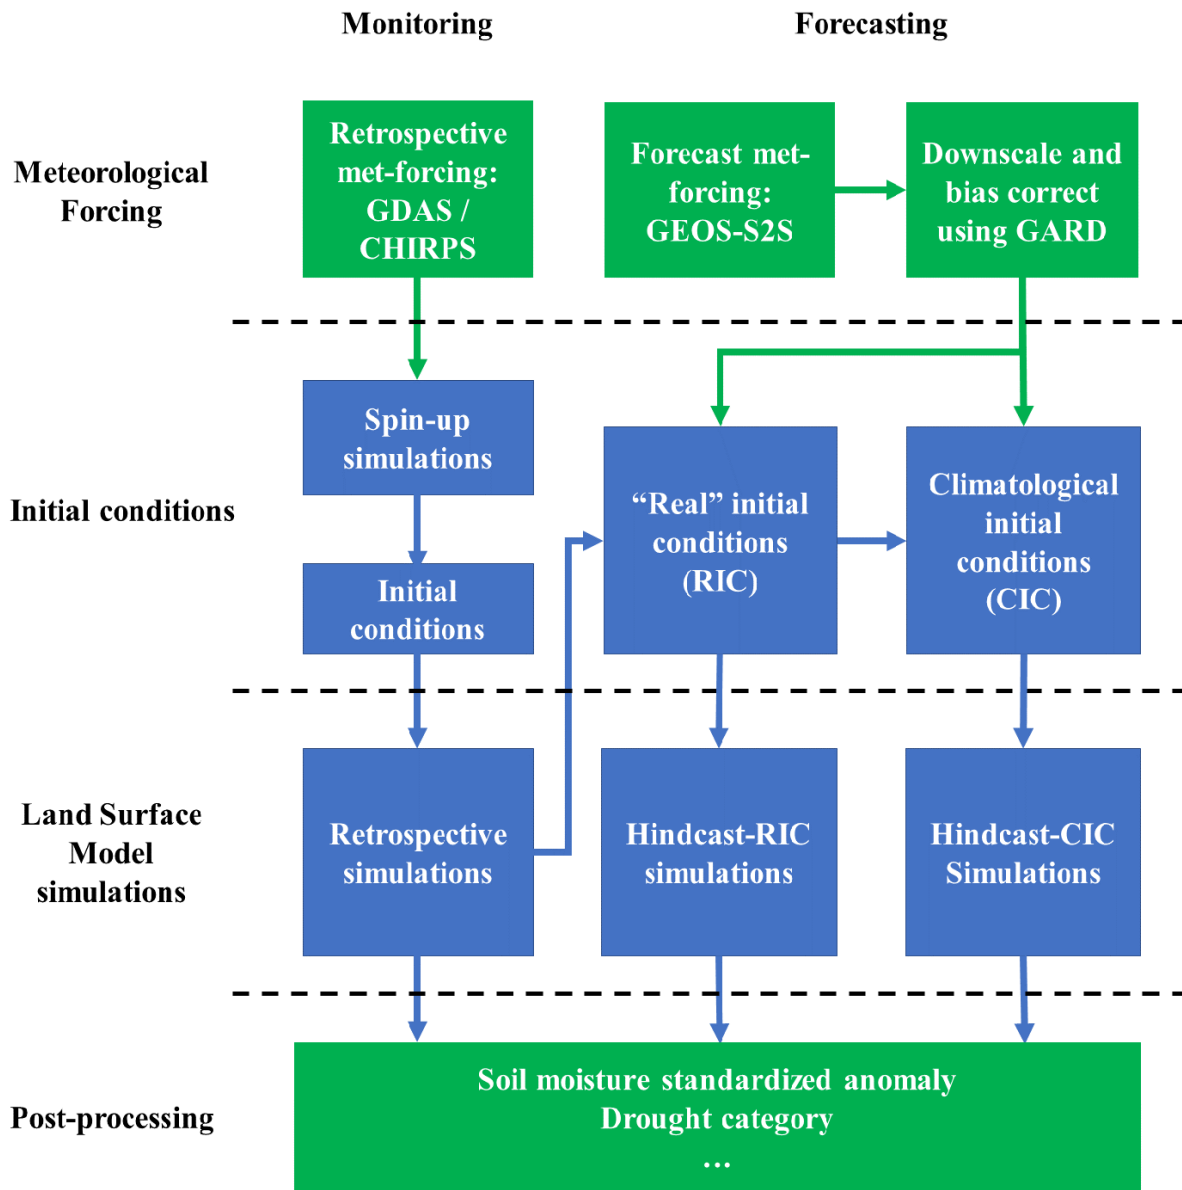 Monitoring
Forecasting
Meteorological
Forcing
Retrospective
met-forcing:
GDAS /
CHIRPS
Forecast met-
forcing:
GEOS-S2S
Downscale and
bias correct
using GARD
Initial conditions
Spin-up
simulations
Initial
conditions
“Real” initial
conditions
(RIC)
Climatological
initial
conditions
(CIC)
Land Surface
Model
simulations
Retrospective
simulations
Hindcast-RIC
simulations
Hindcast-CIC
Simulations
Post-processing
Soil moisture standardized anomaly
Drought category
...